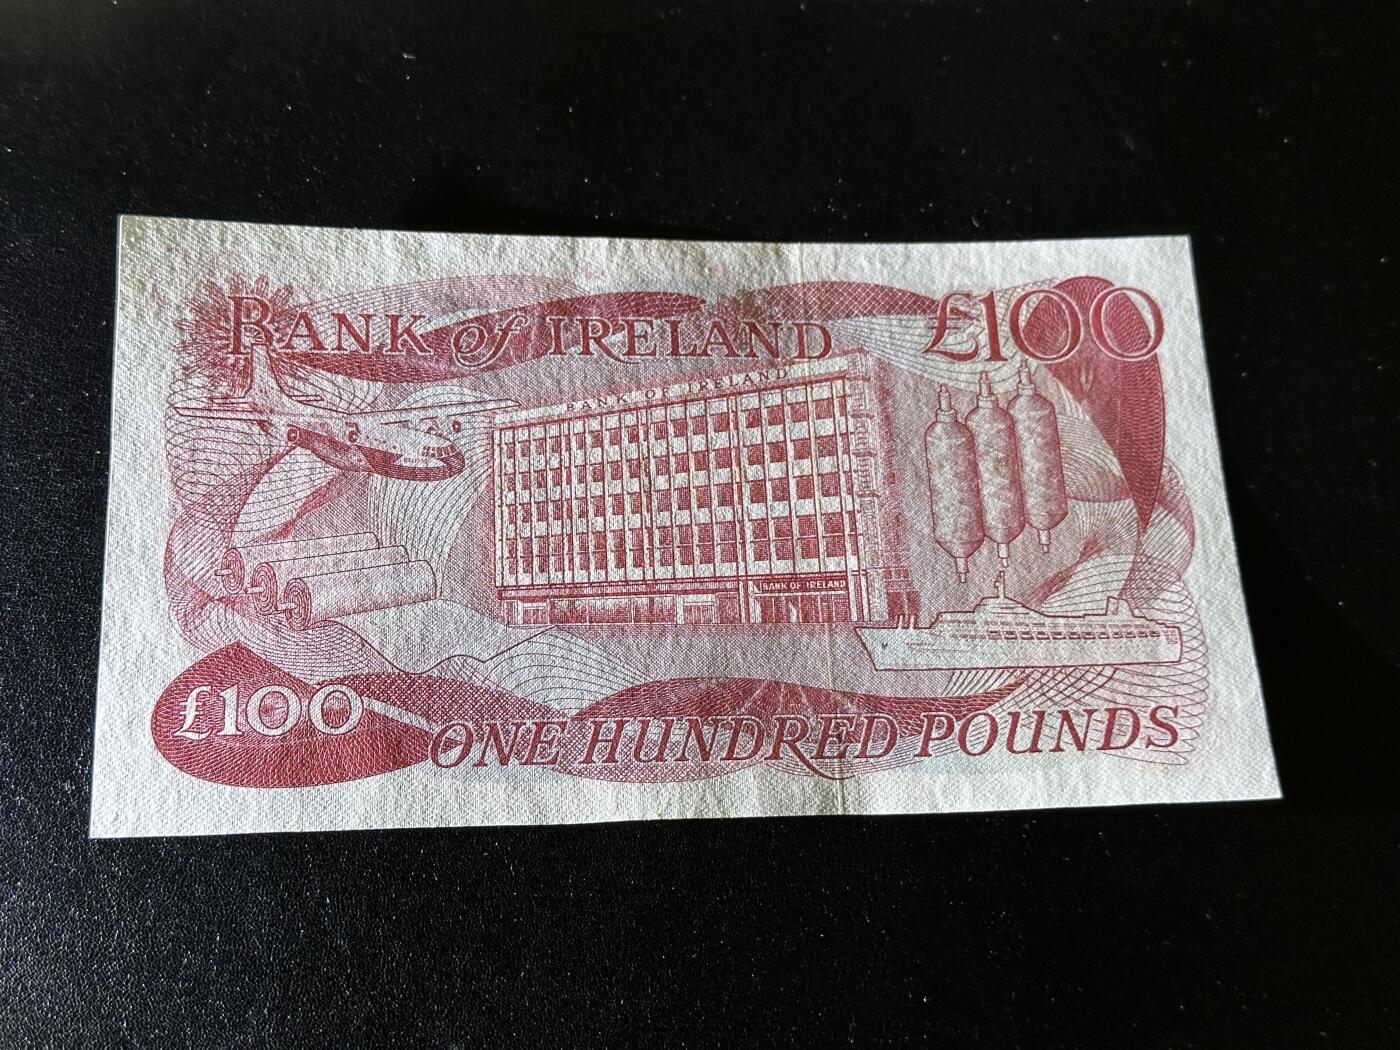 BANK of IRELAND £100
BANK OF IRELAND
BANK OF IRELAND
£100 ONE HUNDRED POUNDS